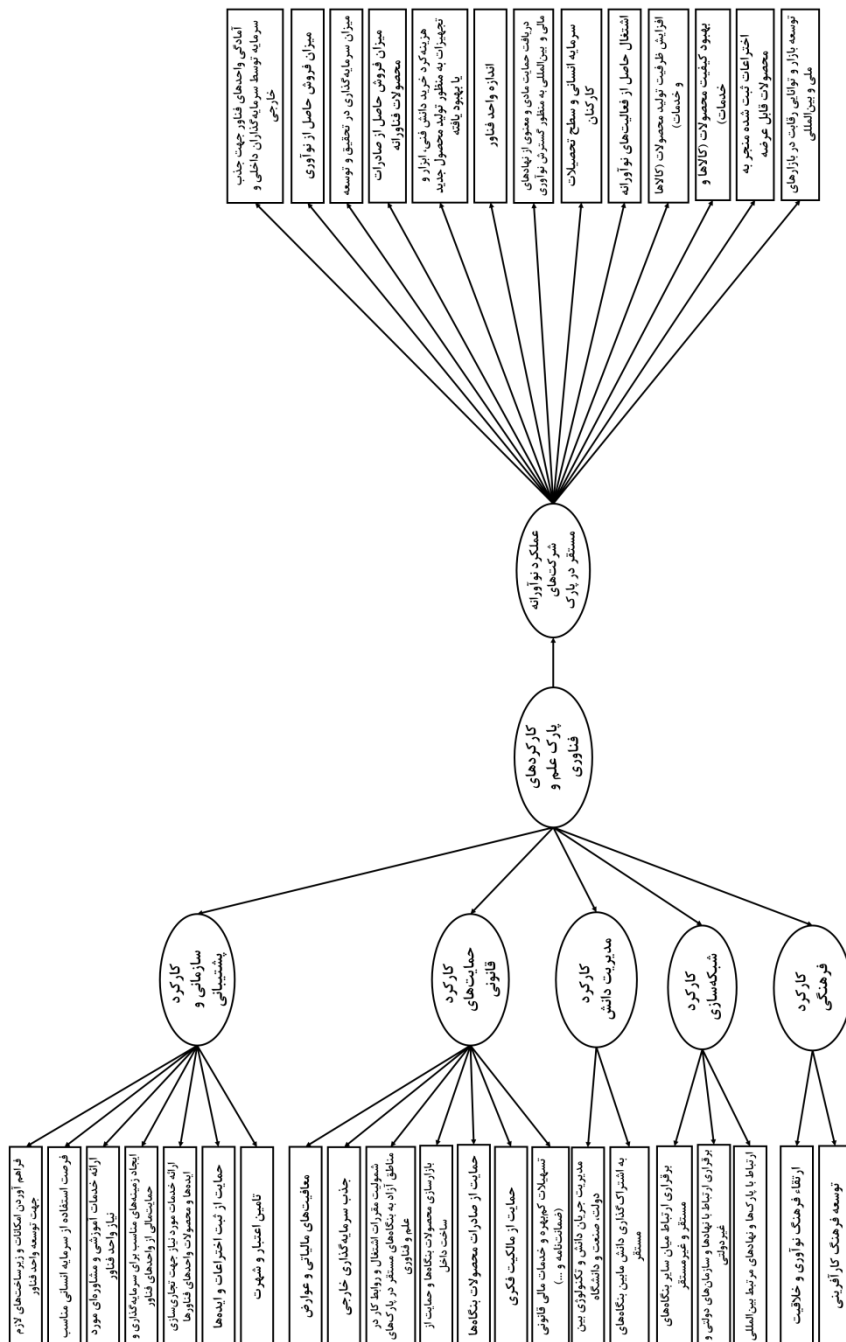 آمادگی واحدهای فناور جهت جذب
سرمایه توسط سرمایه‌گذاران داخلی و
خارجی
میزان فروش حاصل از نوآوری
میزان سرمایه‌گذاری در تحقیق و توسعه
میزان فروش حاصل از صادرات
محصولات فناورانه
هزینه‌کرد خرید دانش فنی، ابزار و
تجهیزات به منظور تولید محصول جدید
یا بهبود یافته
اندازه واحد فناور
دریافت حمایت مادی و معنوی از نهادهای
مالی و بین‌المللی به منظور گسترش نوآوری
سرمایه انسانی و سطح تحصیلات
کارکنان
اشتغال حاصل از فعالیت‌های نوآورانه
افزایش ظرفیت تولید محصولات (کالاها
و خدمات)
بهبود کیفیت محصولات (کالاها و
خدمات)
اختراعات ثبت شده منجر به
محصولات قابل عرضه
توسعه بازار و توانایی رقابت در بازارهای
ملی و بین‌المللی
عملکرد نوآورانه
شرکت‌های
مستقر در پارک
کارکردهای
پارک علم و
فناوری
کارکرد
سازمانی و
پشتیبانی
کارکرد
حمایت‌های
قانونی
کارکرد
مدیریت دانش
کارکرد
شبکه‌سازی
کارکرد
فرهنگی
فراهم آوردن امکانات و زیرساخت‌های لازم
جهت توسعه واحد فناور
فرصت استفاده از سرمایه انسانی مناسب
ارائه خدمات آموزشی و مشاوره‌ای مورد
نیاز واحد فناور
ایجاد زمینه‌های مناسب برای سرمایه‌گذاری و
حمایت‌مالی از واحدهای فناور
ارائه خدمات مورد نیاز جهت تجاری‌سازی
ایده‌ها و محصولات واحدهای فناورها
حمایت از ثبت اختراعات و ایده‌ها
تامین اعتبار و شهرت
معافیت‌های مالیاتی و عوارض
جذب سرمایه‌گذاری خارجی
شمولیت مقررات اشتغال و روابط کار در
مناطق آزاد به بنگاه‌های مستقر در پارک‌های
علم و فناوری
بازارسازی محصولات بنگاه‌ها و حمایت از
ساخت داخل
حمایت از صادرات محصولات بنگاه‌ها
حمایت از مالکیت فکری
تسهیلات کم‌بهره و خدمات مالی قانونی
(ضمانت‌نامه و ...)
مدیریت جریان دانش و تکنولوژی بین
دولت، صنعت و دانشگاه
به اشتراک‌گذاری دانش مابین بنگاه‌های
مستقر
برقراری ارتباط میان سایر بنگاه‌های
مستقر و غیرمستقر
برقراری ارتباط با نهادها و سازمان‌های دولتی و
غیردولتی
ارتباط با پارک‌ها و نهادهای مرتبط بین‌المللی
ارتقاء فرهنگ نوآوری و خلاقیت
توسعه فرهنگ کارآفرینی